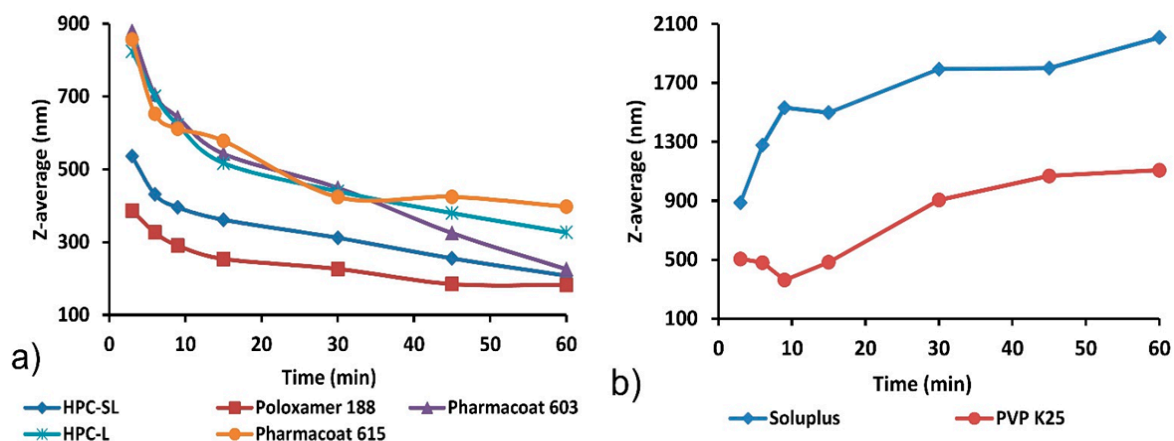 900
700
500
300
100
Z-average (nm)
0 10 20 30 40 50 60
Time (min)
a)
HPC-SL Poloxamer 188 Pharmacoat 603
HPC-L Pharmacoat 615
2100
1700
1300
900
500
100
Z-average (nm)
0 10 20 30 40 50 60
Time (min)
b)
Soluplus PVP K25